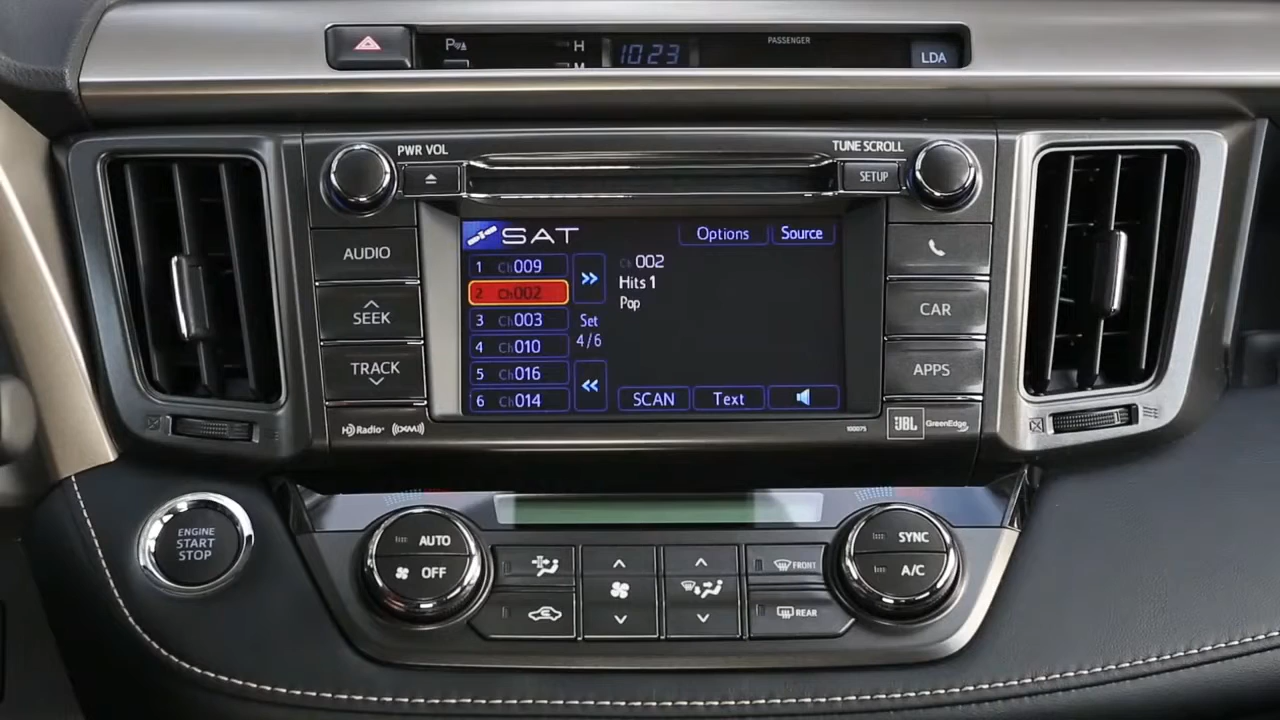 P
H
M
10:23
PASSENGER
LDA
PWR VOL
TUNE SCROLL
SETUP
AUDIO
SEEK
TRACK
HD Radio
((XM))
SAT
Options
Source
1 Ch009
2 Ch002
3 Ch003
4 Ch010
5 Ch016
6 Ch014
Set
4/6
Ch 002
Hits 1
Pop
SCAN
Text
CAR
APPS
100075
JBL
GreenEdge
ENGINE
START
STOP
AUTO
OFF
FRONT
REAR
SYNC
A/C